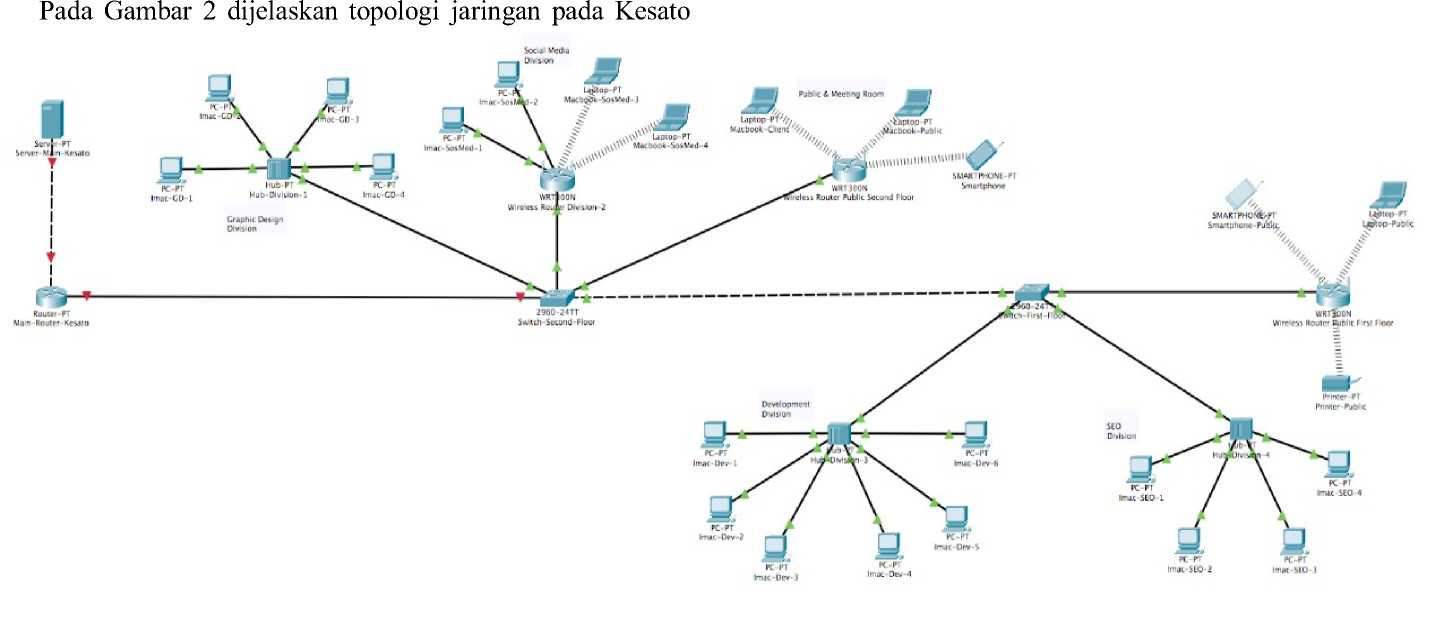 Pada Gambar 2 dijelaskan topologi jaringan pada Kesato
Server-PT
Server-Main-Kesato
Router-PT
Main-Router-Kesato
PC-PT
Imac-GD-2
PC-PT
Imac-GD-3
PC-PT
Imac-GD-1
Hub-PT
Hub-Division-1
PC-PT
Imac-GD-4
Graphic Design
Division
Social Media
Division
PC-PT
Imac-SosMed-2
Laptop-PT
Macbook-SosMed-3
PC-PT
Imac-SosMed-1
Laptop-PT
Macbook-SosMed-4
WRT300N
Wireless Router Division-2
2960-24TT
Switch-Second-Floor
Public & Meeting Room
Laptop-PT
Macbook-Client
Laptop-PT
Macbook-Public
SMARTPHONE-PT
Smartphone
WRT300N
Wireless Router Public Second Floor
2960-24TT
Switch-First-Floor
SMARTPHONE-PT
Smartphone-Public
Laptop-PT
Laptop-Public
WRT300N
Wireless Router Public First Floor
Printer-PT
Printer-Public
Development
Division
PC-PT
Imac-Dev-1
Hub-PT
Hub-Division-3
PC-PT
Imac-Dev-6
PC-PT
Imac-Dev-2
PC-PT
Imac-Dev-3
PC-PT
Imac-Dev-4
PC-PT
Imac-Dev-5
SEO
Division
Hub-PT
Hub-Division-4
PC-PT
Imac-SEO-1
PC-PT
Imac-SEO-4
PC-PT
Imac-SEO-2
PC-PT
Imac-SEO-3